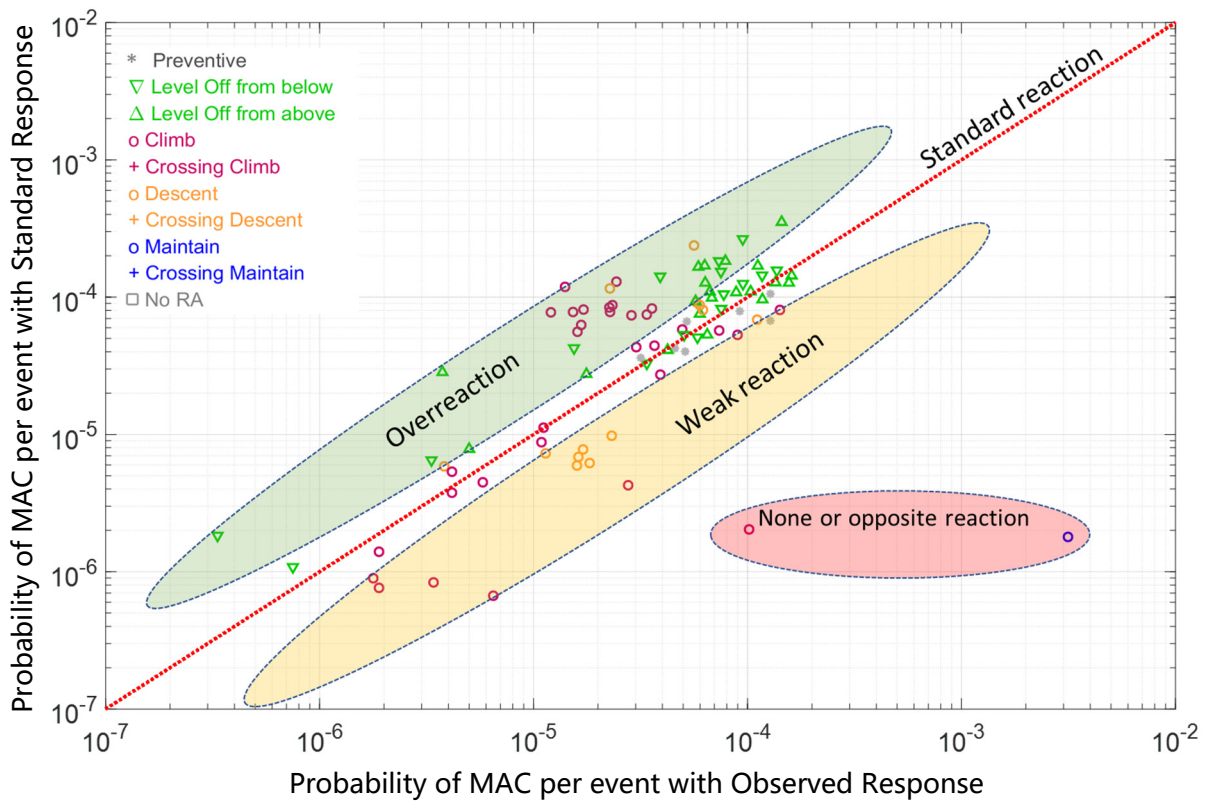 10^-2
10^-3
10^-4
10^-5
10^-6
10^-7
Probability of MAC per event with Standard Response
* Preventive
▽ Level Off from below
△ Level Off from above
o Climb
+ Crossing Climb
o Descent
+ Crossing Descent
o Maintain
+ Crossing Maintain
□ No RA
Standard reaction
Overreaction
Weak reaction
None or opposite reaction
10^-7 10^-6 10^-5 10^-4 10^-3 10^-2
Probability of MAC per event with Observed Response